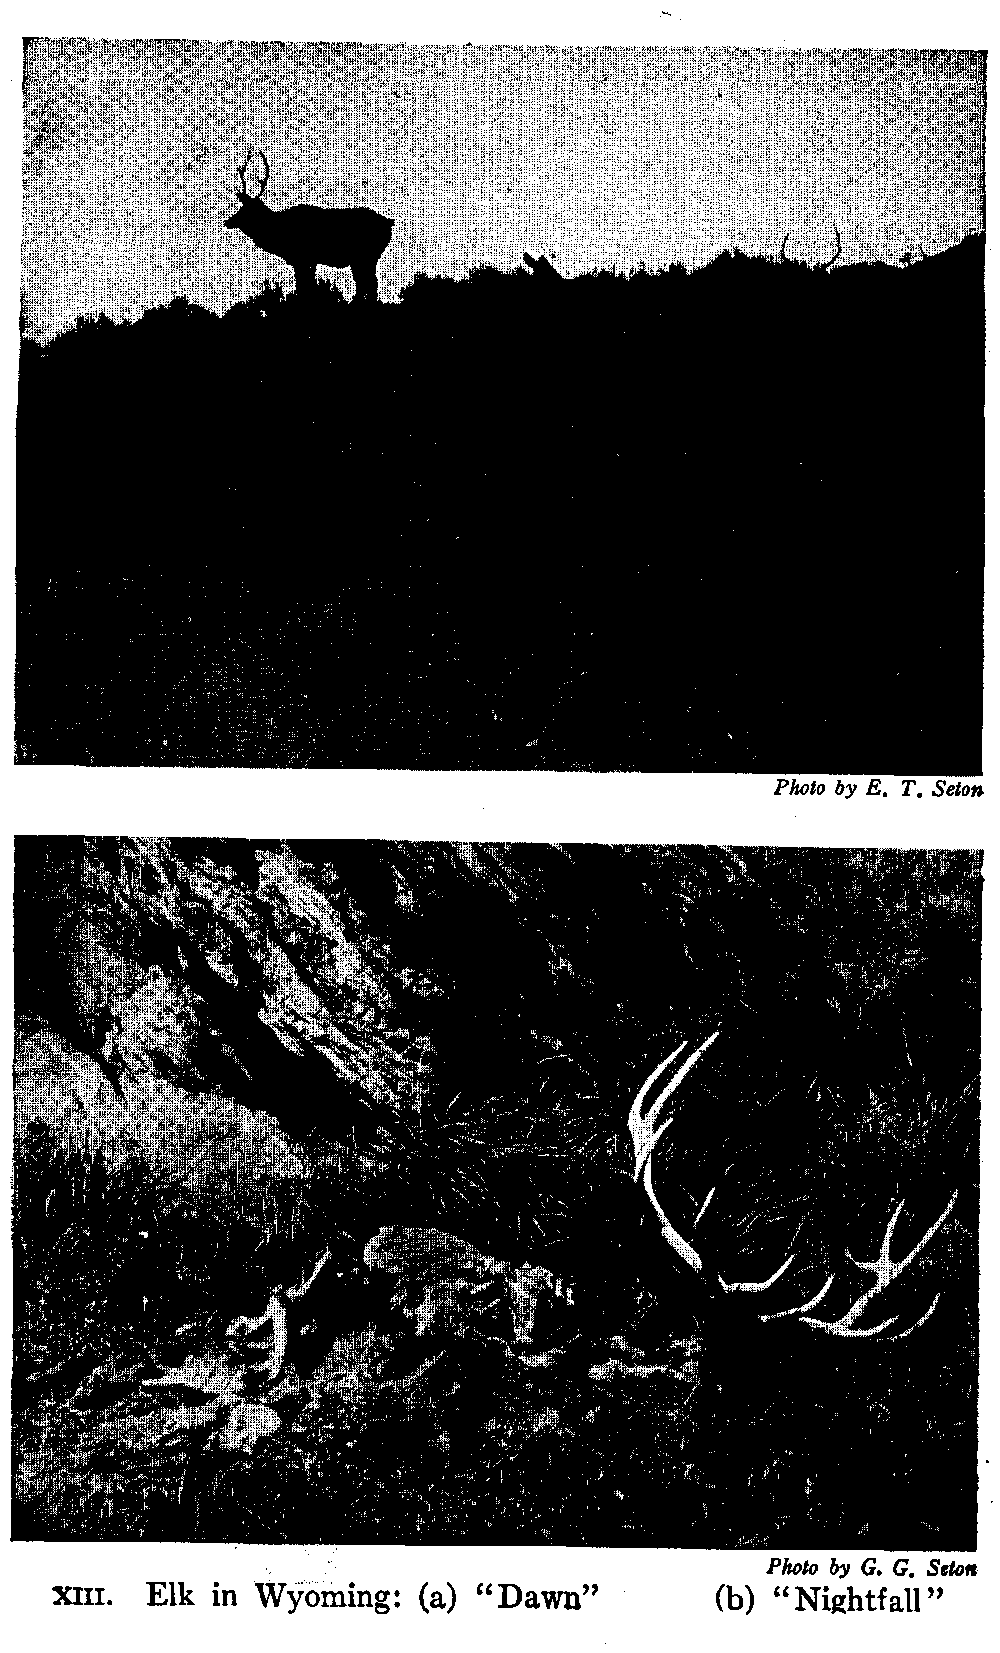 Photo by E. T. Seton
Photo by G. G. Seton
XIII. Elk in Wyoming: (a) “Dawn” (b) “Nightfall”